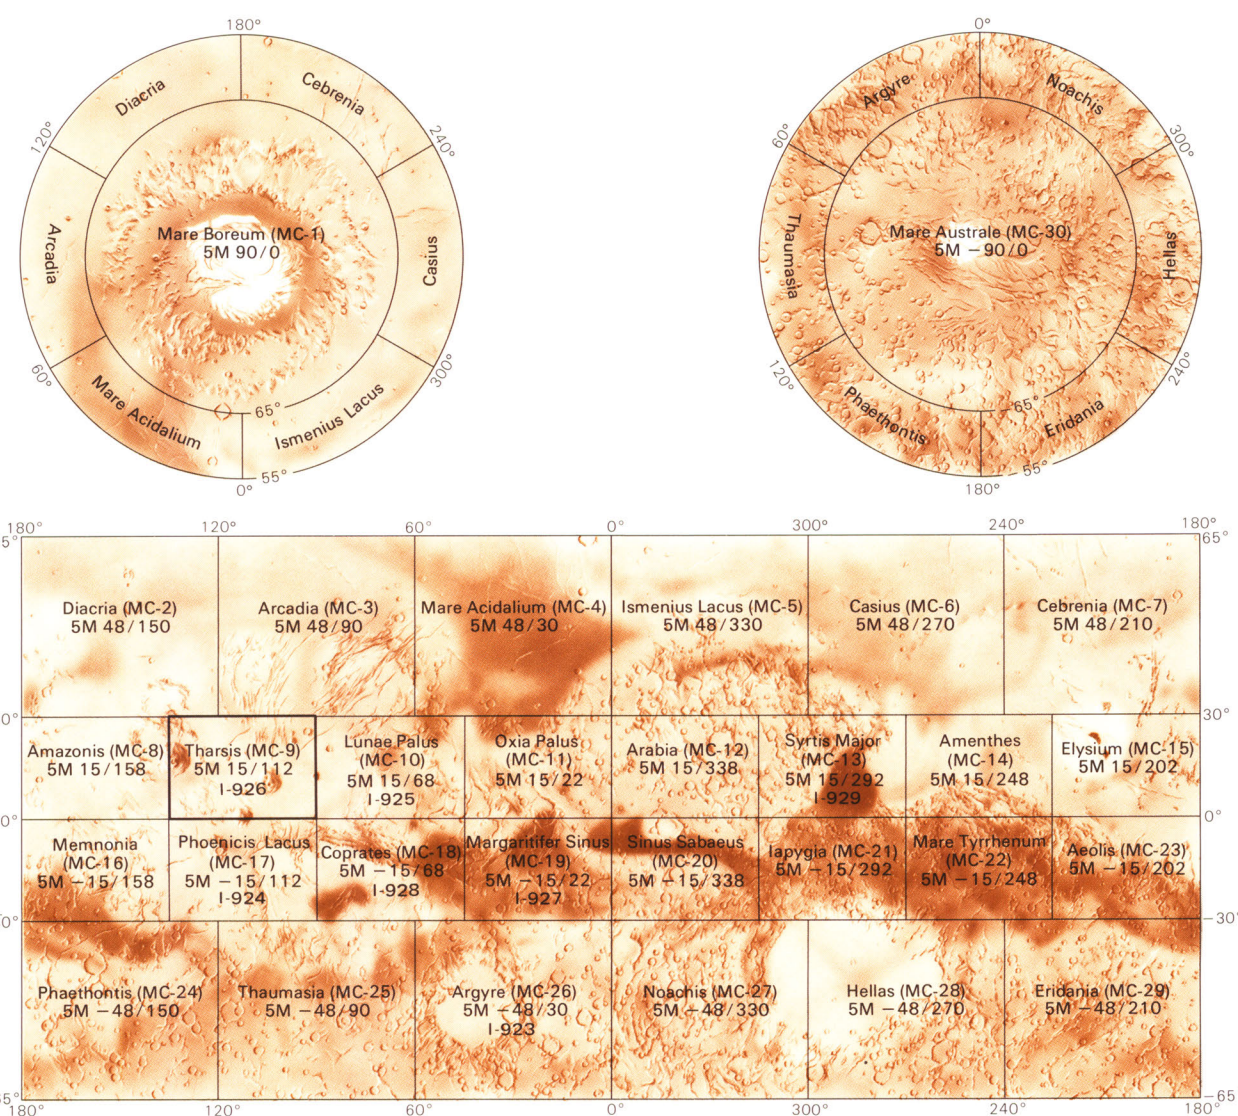 180°
Diacria
Cebrenia
120°
240°
Arcadia
Mare Boreum (MC-1)
5M 90/0
Casius
60°
300°
Mare Acidalium
65°
Ismenius Lacus
55°
0°
0°
Argyre
Noachis
60°
300°
Thaumasia
Mare Australe (MC-30)
5M −90/0
Hellas
120°
240°
Phaethontis
65°
Eridania
55°
180°
180° 120° 60° 0° 300° 240° 180°
5° 65°
Diacria (MC-2)
5M 48/150
Arcadia (MC-3)
5M 48/90
Mare Acidalium (MC-4)
5M 48/30
Ismenius Lacus (MC-5)
5M 48/330
Casius (MC-6)
5M 48/270
Cebrenia (MC-7)
5M 48/210
0° 30°
Amazonis (MC-8)
5M 15/158
Tharsis (MC-9)
5M 15/112
I-926
Lunae Palus
(MC-10)
5M 15/68
I-925
Oxia Palus
(MC-11)
5M 15/22
Arabia (MC-12)
5M 15/338
Syrtis Major
(MC-13)
5M 15/292
I-929
Amenthes
(MC-14)
5M 15/248
Elysium (MC-15)
5M 15/202
0° 0°
Memnonia
(MC-16)
5M −15/158
Phoenicis Lacus
(MC-17)
5M −15/112
I-924
Coprates (MC-18)
5M −15/68
I-928
Margaritifer Sinus
(MC-19)
5M −15/22
I-927
Sinus Sabaeus
(MC-20)
5M −15/338
Iapygia (MC-21)
5M −15/292
Mare Tyrrhenum
(MC-22)
5M −15/248
Aeolis (MC-23)
5M −15/202
0° −30°
Phaethontis (MC-24)
5M −48/150
Thaumasia (MC-25)
5M −48/90
Argyre (MC-26)
5M −48/30
I-923
Noachis (MC-27)
5M −48/330
Hellas (MC-28)
5M −48/270
Eridania (MC-29)
5M −48/210
5° −65°
180° 120° 60° 0° 300° 240° 180°